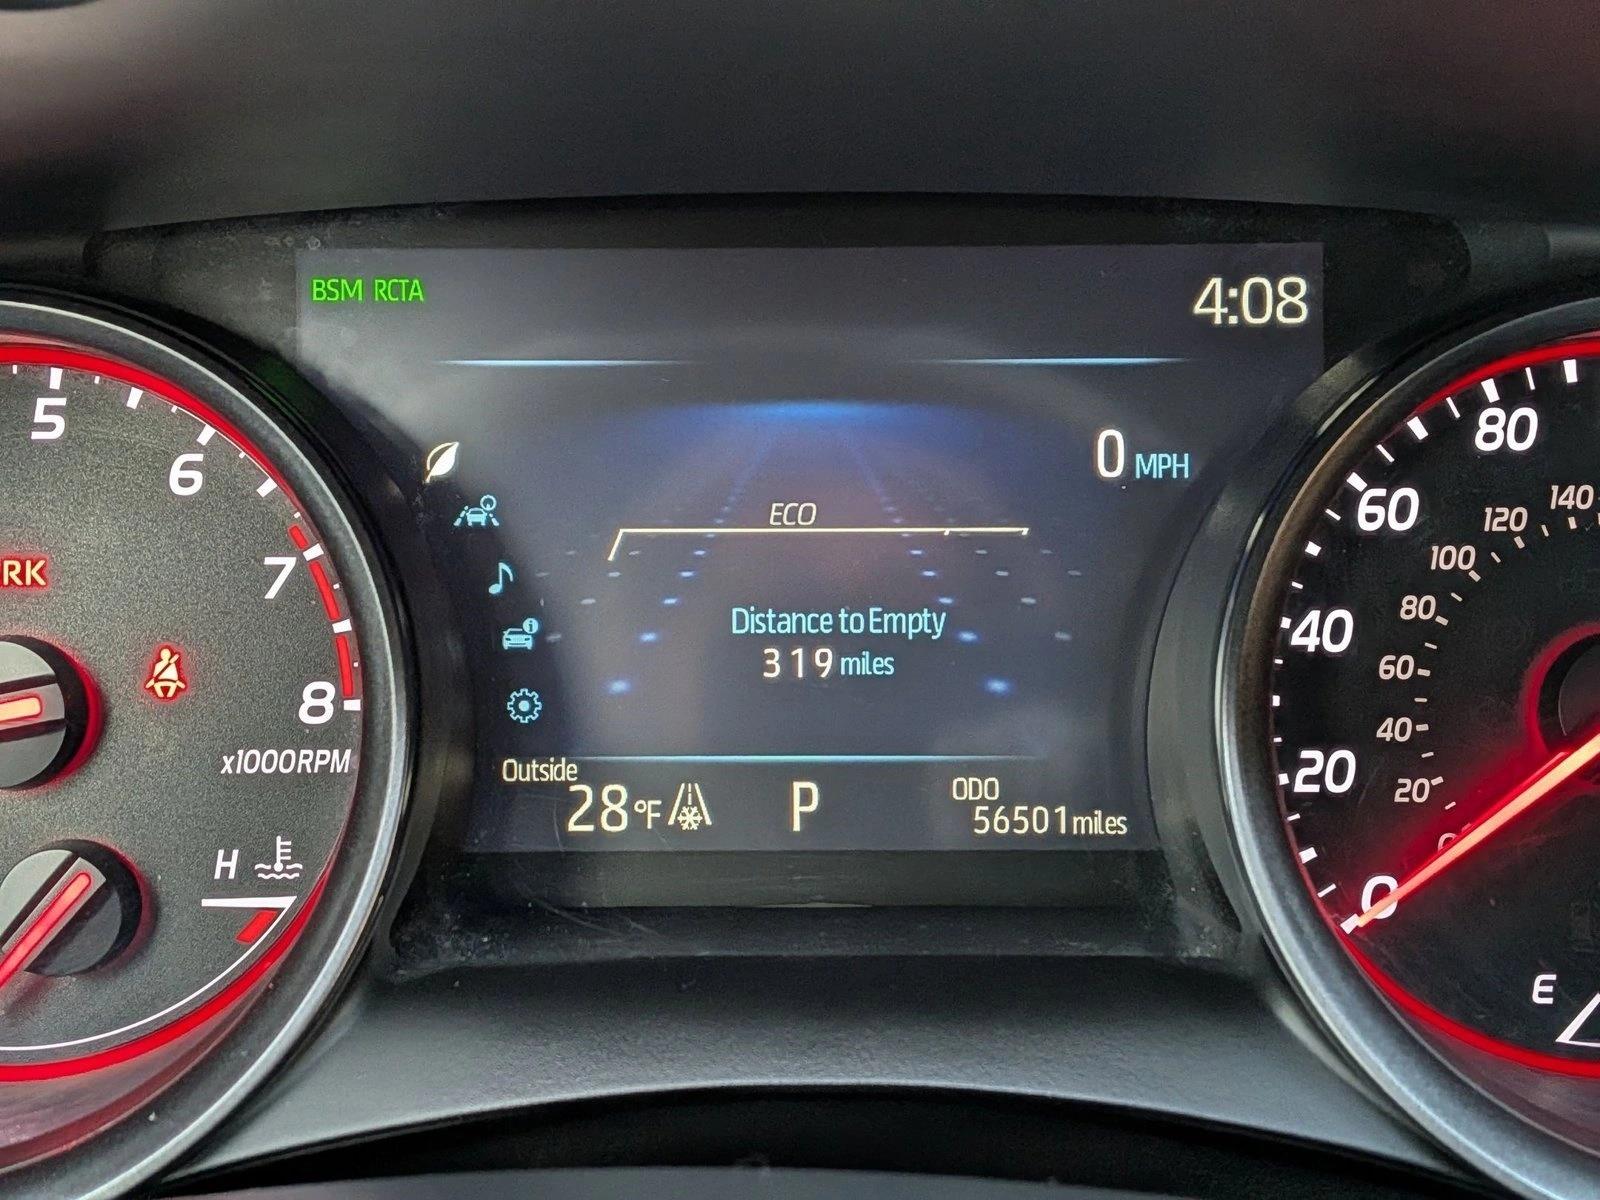 BSM RCTA
4:08
0 MPH
ECO
Distance to Empty
319 miles
Outside
28°F
P
ODO
56501 miles
5
6
7
8
x1000RPM
RK
H
80
60
40
20
0
140
120
100
80
60
40
20
E